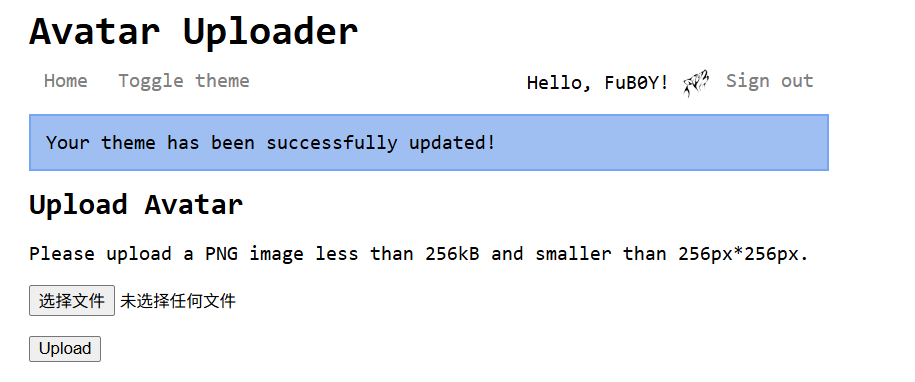 Avatar Uploader
Home Toggle theme Hello, FuB0Y! Sign out
Your theme has been successfully updated!
Upload Avatar
Please upload a PNG image less than 256kB and smaller than 256px*256px.
选择文件 未选择任何文件
Upload